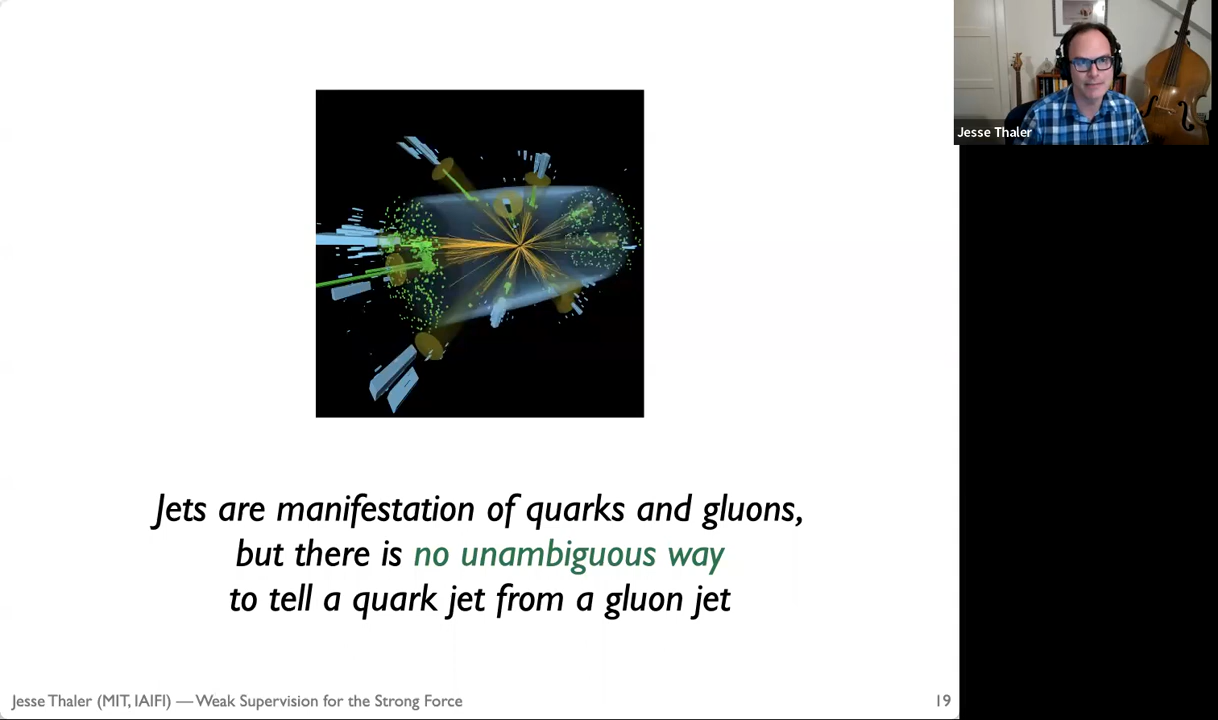 Jesse Thaler
Jets are manifestation of quarks and gluons,
but there is no unambiguous way
to tell a quark jet from a gluon jet
Jesse Thaler (MIT, IAIFI) — Weak Supervision for the Strong Force
19